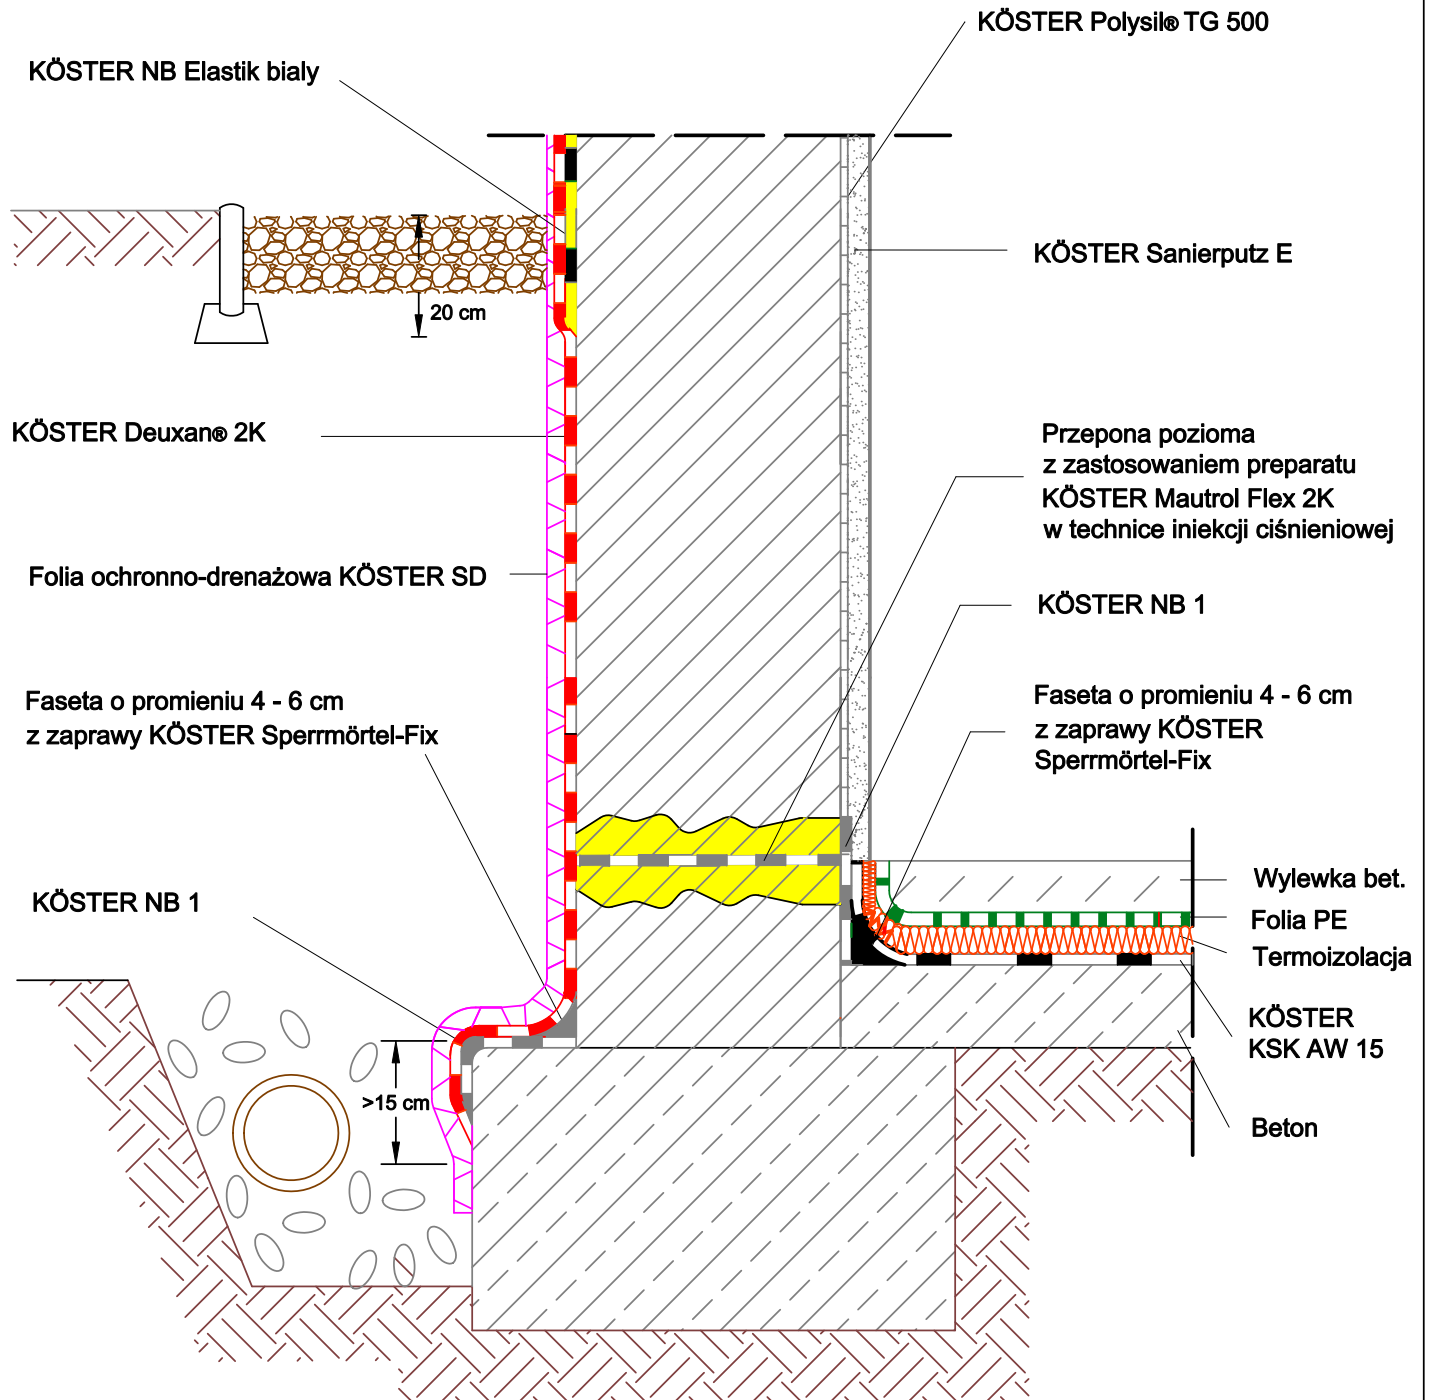 KÖSTER Polysil® TG 500
KÖSTER NB Elastik bialy
KÖSTER Sanierputz E
20 cm
KÖSTER Deuxan® 2K
Przepona pozioma
z zastosowaniem preparatu
KÖSTER Mautrol Flex 2K
w technice iniekcji ciśnieniowej
Folia ochronno-drenażowa KÖSTER SD
KÖSTER NB 1
Faseta o promieniu 4 - 6 cm
z zaprawy KÖSTER Sperrmörtel-Fix
Faseta o promieniu 4 - 6 cm
z zaprawy KÖSTER
Sperrmörtel-Fix
KÖSTER NB 1
Wylewka bet.
Folia PE
Termoizolacja
KÖSTER
KSK AW 15
>15 cm
Beton